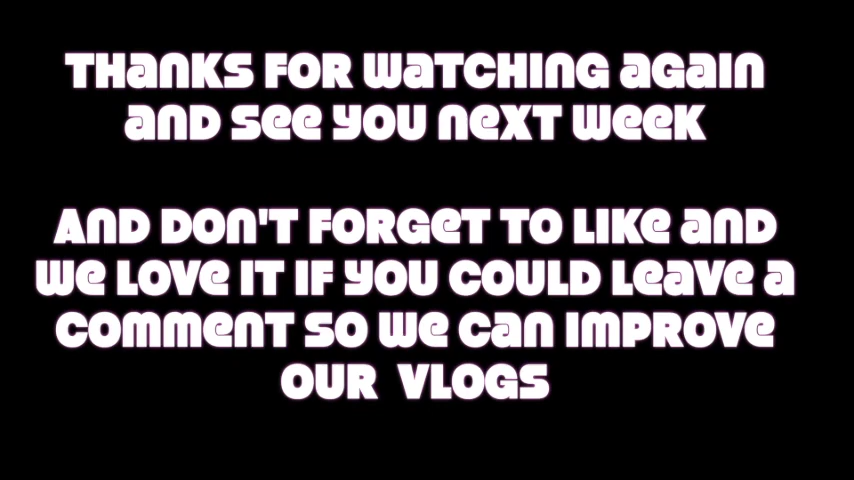 THANKS FOR WATCHING AGAIN
AND SEE YOU NEXT WEEK
AND DON'T FORGET TO LIKE AND
WE LOVE IT IF YOU COULD LEAVE A
COMMENT SO WE CAN IMPROVE
OUR VLOGS